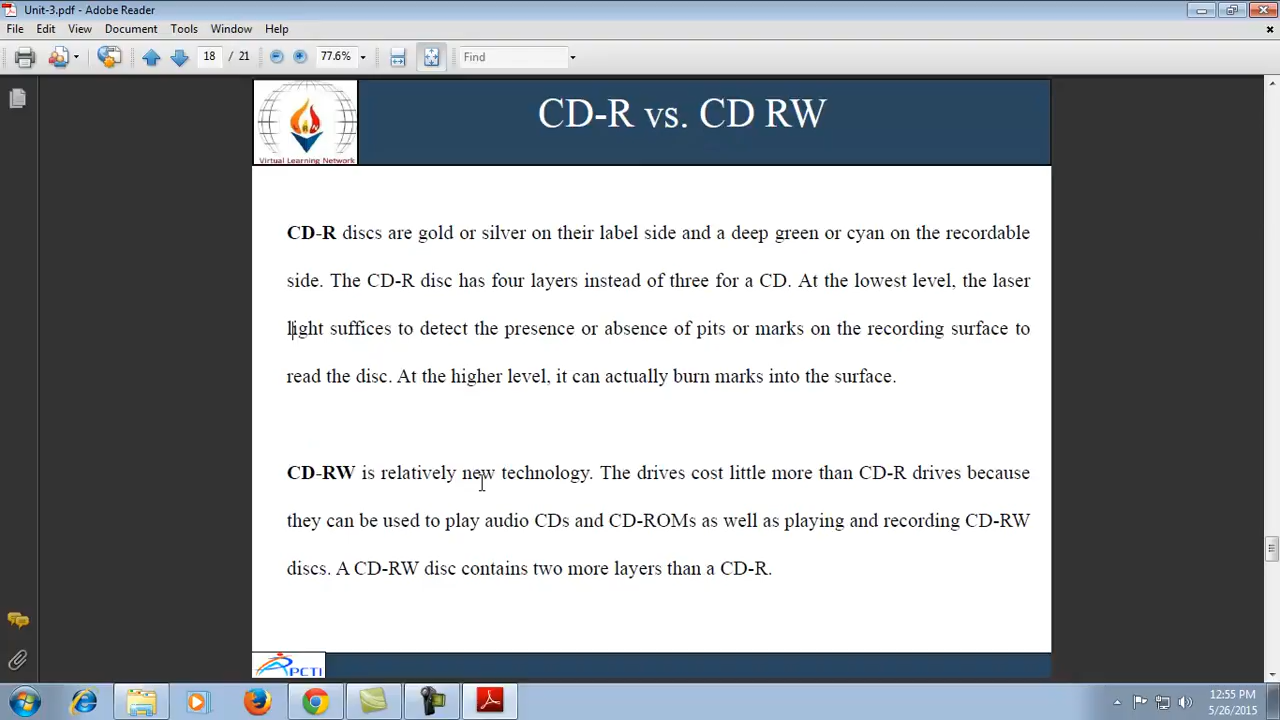 Unit-3.pdf - Adobe Reader
File Edit View Document Tools Window Help
18 / 21 77.6% Find
CD-R vs. CD RW
Virtual Learning Network
CD-R discs are gold or silver on their label side and a deep green or cyan on the recordable
side. The CD-R disc has four layers instead of three for a CD. At the lowest level, the laser
light suffices to detect the presence or absence of pits or marks on the recording surface to
read the disc. At the higher level, it can actually burn marks into the surface.
CD-RW is relatively new technology. The drives cost little more than CD-R drives because
they can be used to play audio CDs and CD-ROMs as well as playing and recording CD-RW
discs. A CD-RW disc contains two more layers than a CD-R.
PCTI
12:55 PM
5/26/2015